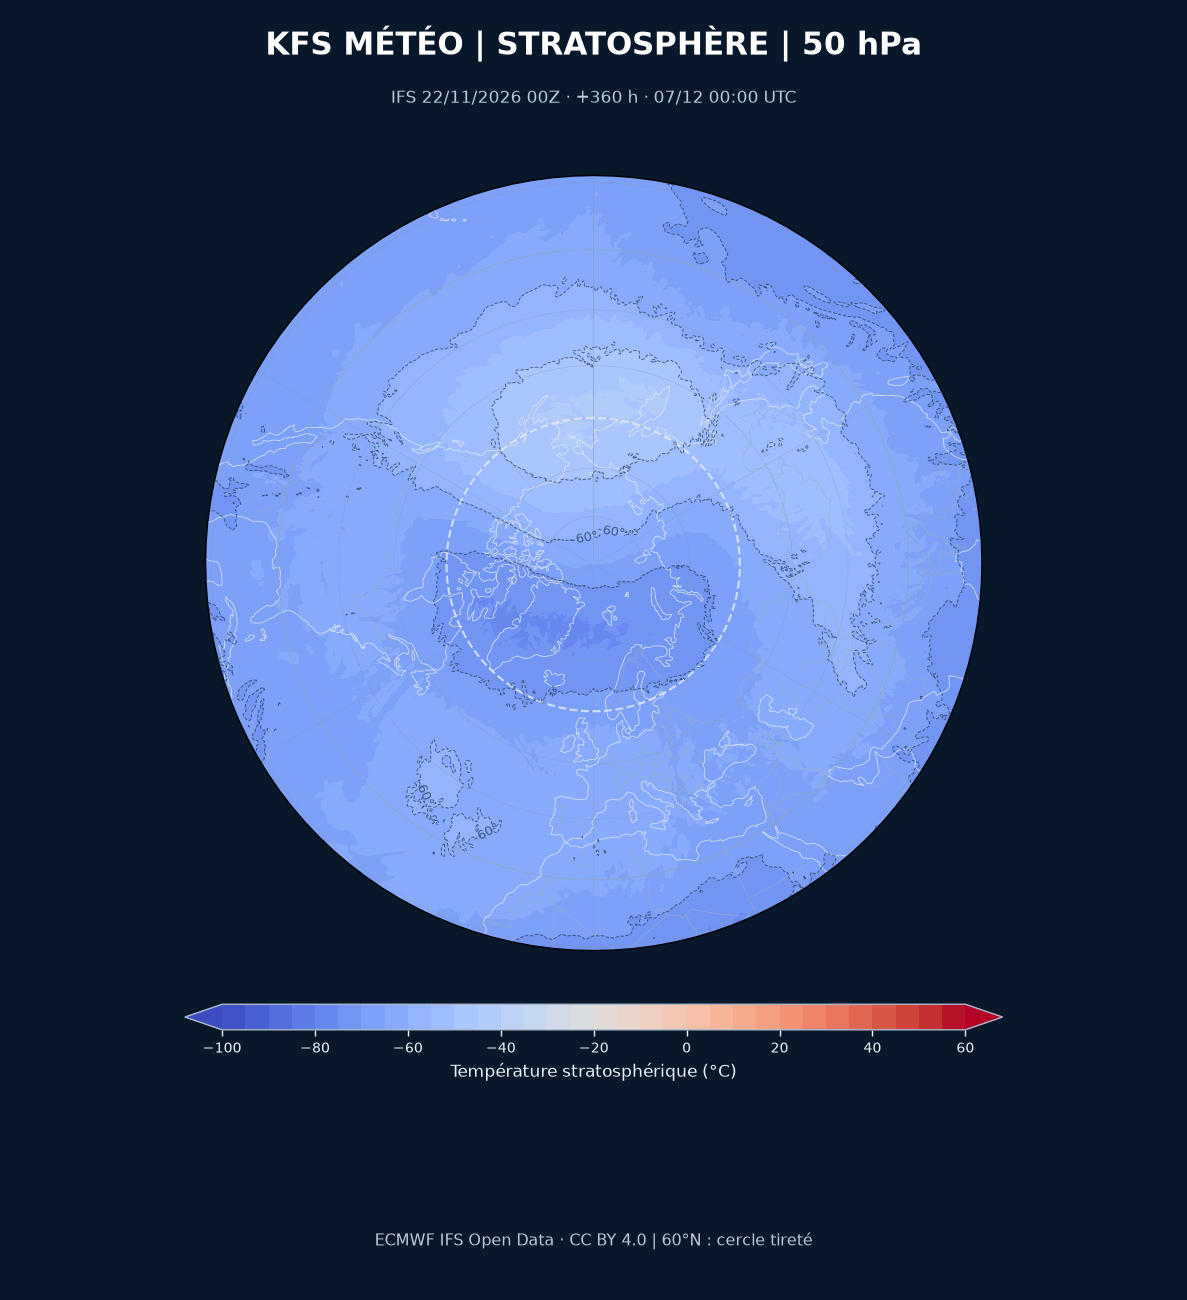 KFS MÉTÉO | STRATOSPHÈRE | 50 hPa
IFS 22/11/2026 00Z · +360 h · 07/12 00:00 UTC
-60°
-60°
-60°
-60°
−100 −80 −60 −40 −20 0 20 40 60
Température stratosphérique (°C)
ECMWF IFS Open Data · CC BY 4.0 | 60°N : cercle tireté